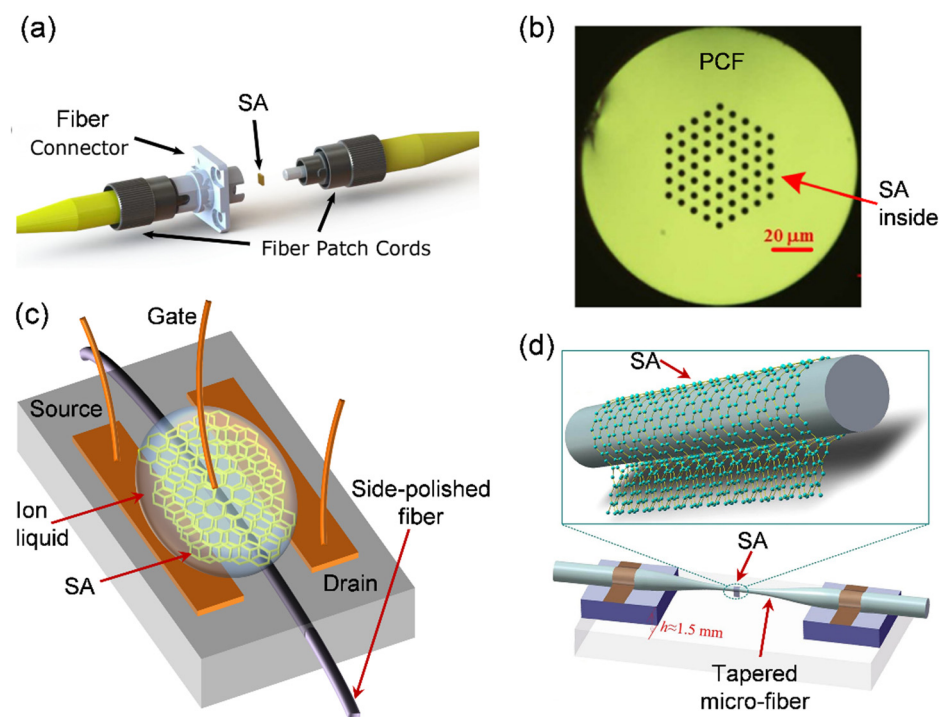 (a)
SA
Fiber
Connector
Fiber Patch Cords
(b)
PCF
SA
inside
20 μm
(c)
Gate
Source
Ion
liquid
SA
Side-polished
fiber
Drain
(d)
SA
SA
h≈1.5 mm
Tapered
micro-fiber